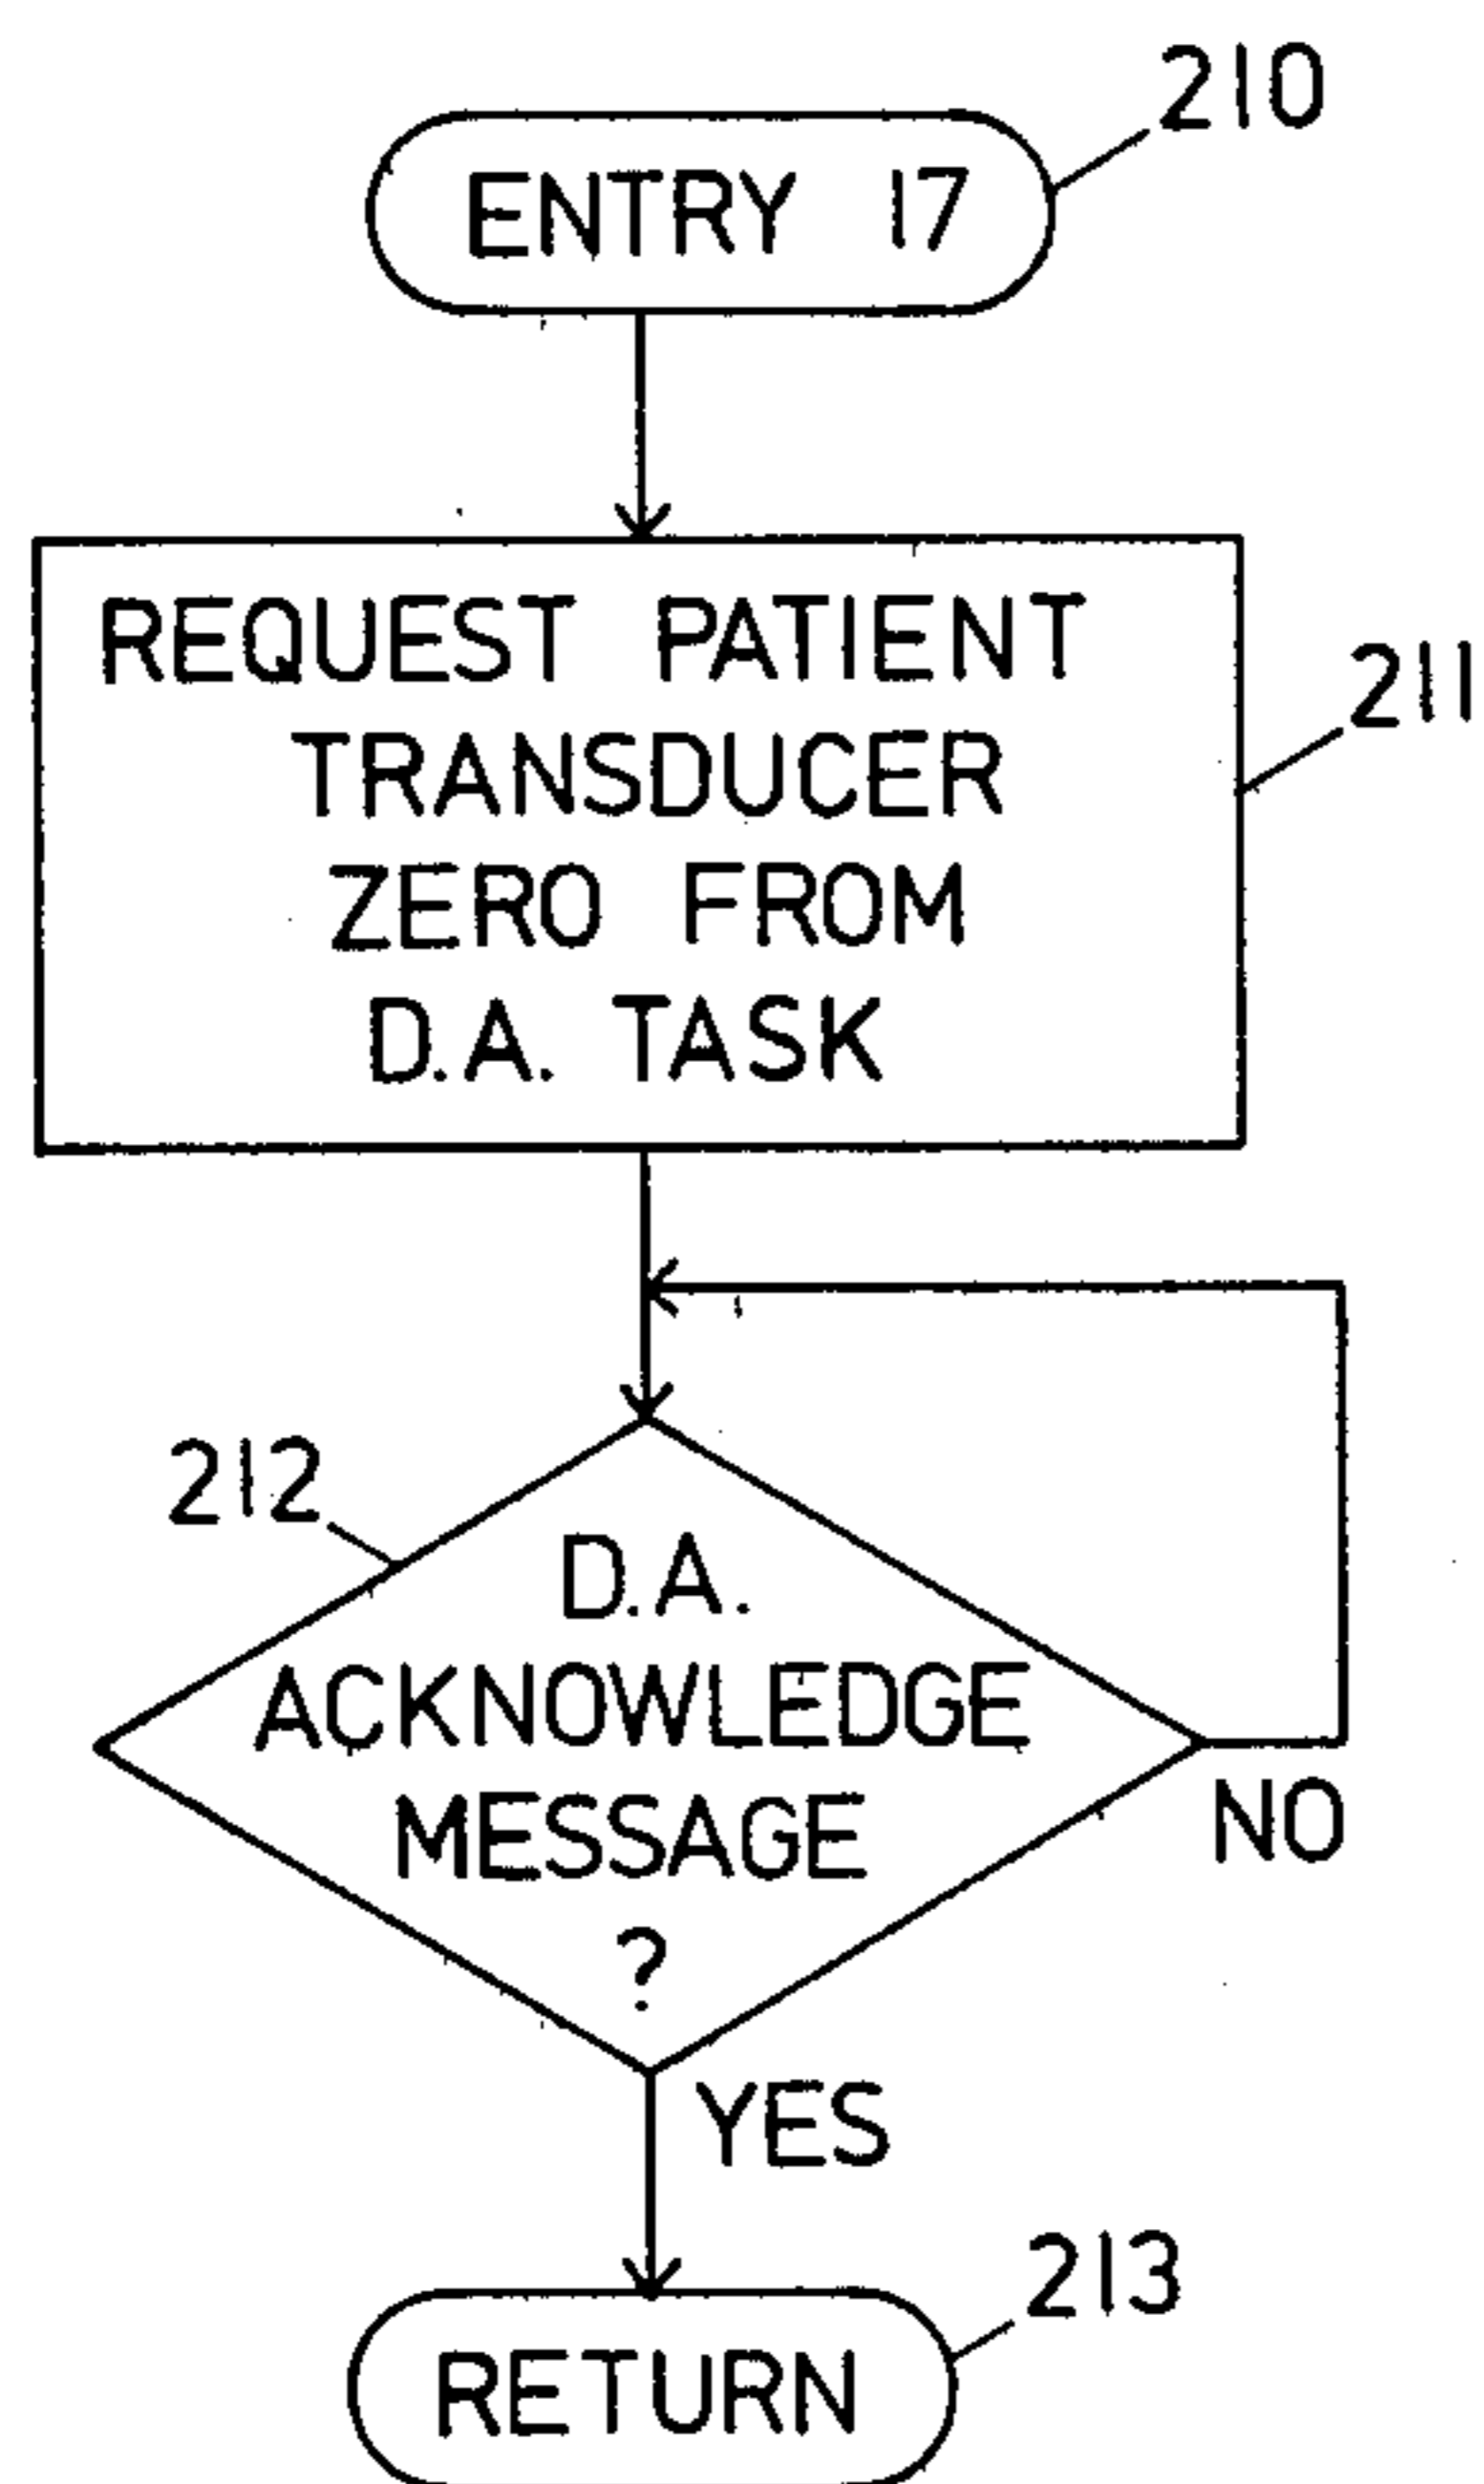 210
ENTRY 17
REQUEST PATIENT
TRANSDUCER
ZERO FROM
D.A. TASK
211
212
D.A.
ACKNOWLEDGE
MESSAGE
?
NO
YES
213
RETURN